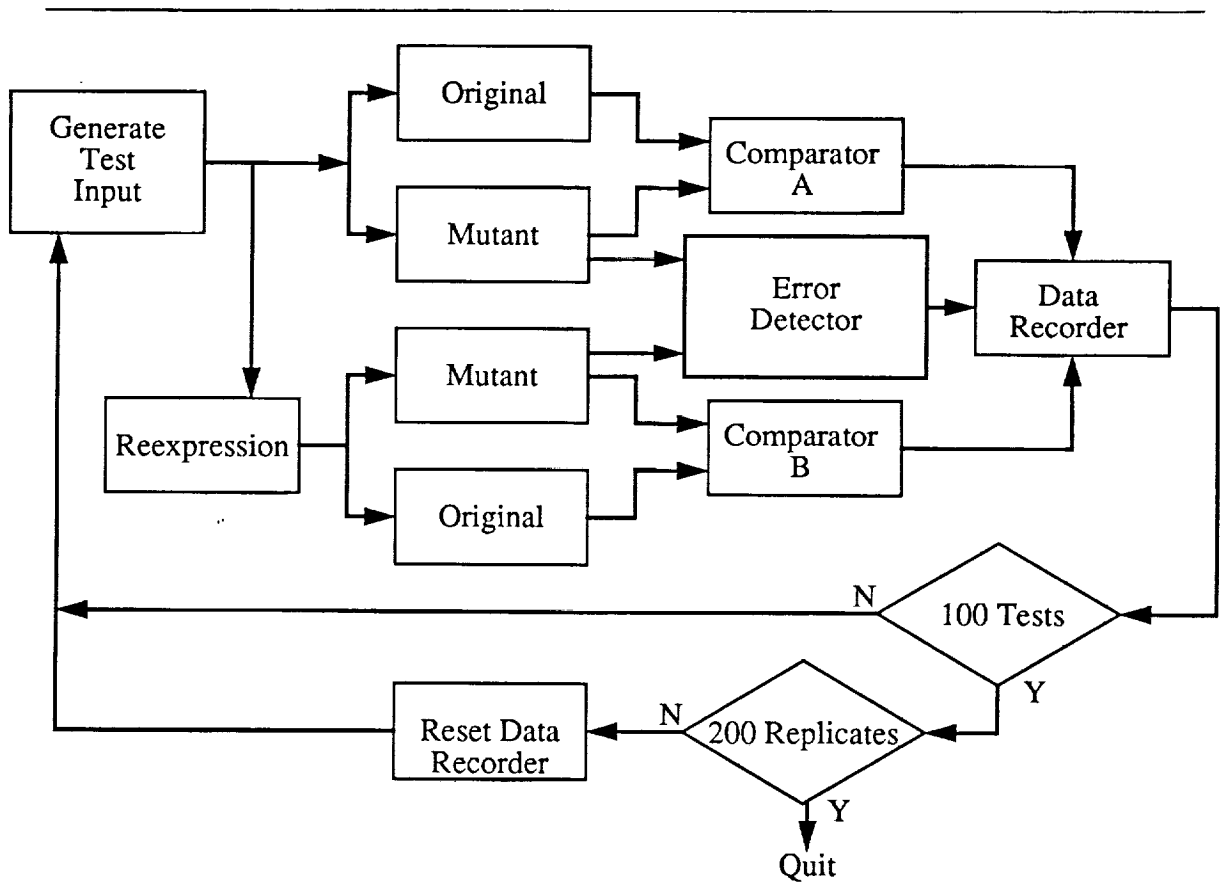 Generate
Test
Input
Original
Mutant
Comparator
A
Error
Detector
Data
Recorder
Mutant
Reexpression
Comparator
B
Original
N
100 Tests
Y
N
200 Replicates
Reset Data
Recorder
Y
Quit